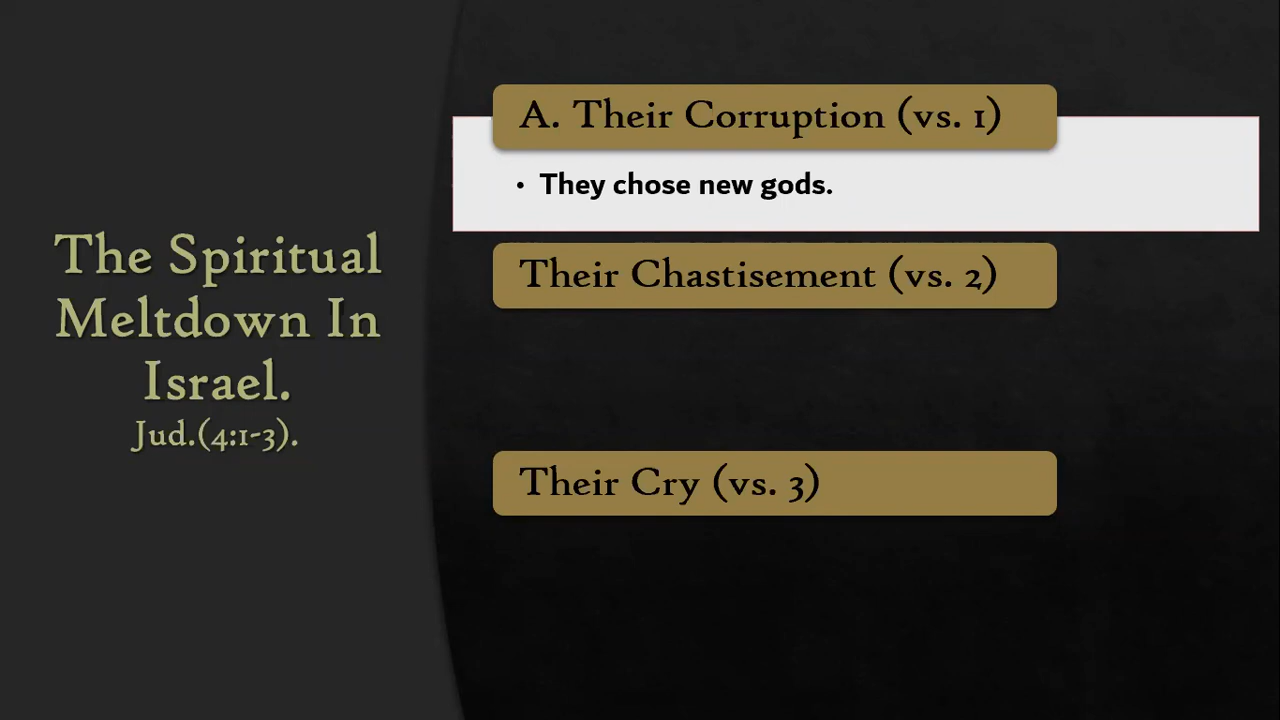 The Spiritual
Meltdown In
Israel.
Jud.(4:1-3).
A. Their Corruption (vs. 1)
• They chose new gods.
Their Chastisement (vs. 2)
Their Cry (vs. 3)